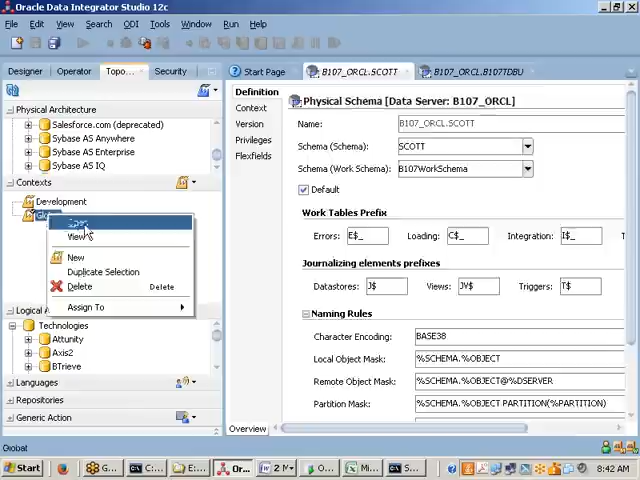 Oracle Data Integrator Studio 12c
File Edit View Search ODI Tools Window Run Help
Designer Operator Topo... Security
Start Page B107_ORCL.SCOTT B107_ORCL.B107TDBU
Physical Architecture
Salesforce.com (deprecated)
Sybase AS Anywhere
Sybase AS Enterprise
Sybase AS IQ
Contexts
Development
Open
View
New
Duplicate Selection
Delete Delete
Assign To
Technologies
Attunity
Axis2
BTrieve
Languages
Repositories
Generic Action
Definition
Context
Version
Privileges
Flexfields
Overview
Physical Schema [Data Server: B107_ORCL]
Name: B107_ORCL.SCOTT
Schema (Schema): SCOTT
Schema (Work Schema): B107WorkSchema
Default
Work Tables Prefix
Errors: E$_ Loading: C$_ Integration: I$_
Journalizing elements prefixes
Datastores: J$ Views: JV$ Triggers: T$
Naming Rules
Character Encoding: BASE38
Local Object Mask: %SCHEMA.%OBJECT
Remote Object Mask: %SCHEMA.%OBJECT@%DSERVER
Partition Mask: %SCHEMA.%OBJECT PARTITION(%PARTITION)
Global
Start G... C:... E:... Or... 2 M... O... Mi... S... 8:42 AM